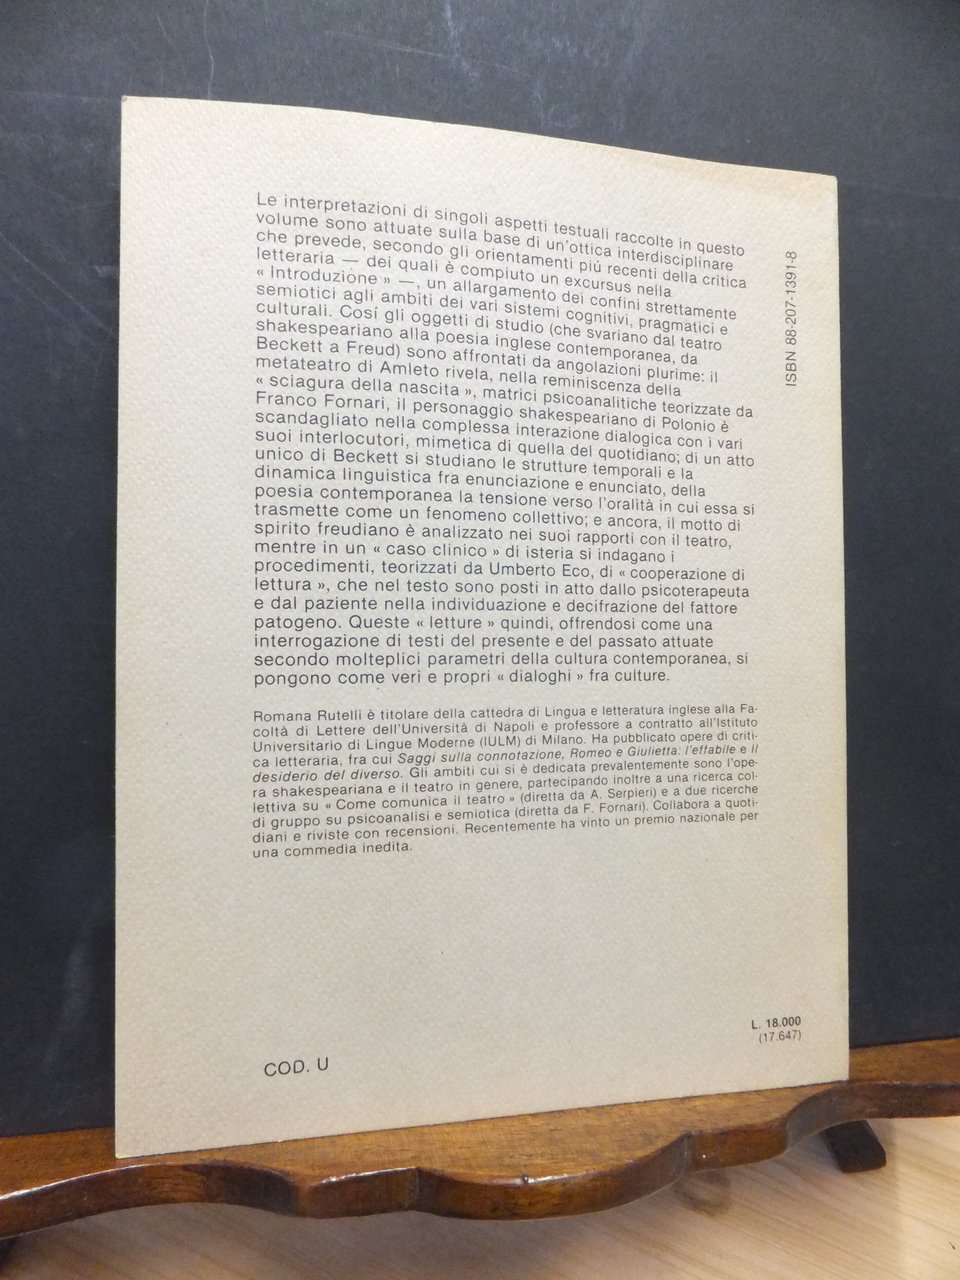 Le interpretazioni di singoli aspetti testuali raccolte in questo
volume sono attuate sulla base di un'ottica interdisciplinare
che prevede, secondo gli orientamenti più recenti della critica
letteraria — dei quali è compiuto un excursus nella
« Introduzione » —, un allargamento dei confini strettamente
semiotici agli ambiti dei vari sistemi cognitivi, pragmatici e
culturali. Così gli oggetti di studio (che svariano dal teatro
shakespeariano alla poesia inglese contemporanea, da
Beckett a Freud) sono affrontati da angolazioni plurime: il
metateatro di Amleto rivela, nella reminiscenza della
« sciagura della nascita », matrici psicoanalitiche teorizzate da
Franco Fornari, il personaggio shakespeariano di Polonio è
scandagliato nella complessa interazione dialogica con i vari
suoi interlocutori, mimetica di quella del quotidiano; di un atto
unico di Beckett si studiano le strutture temporali e la
dinamica linguistica fra enunciazione e enunciato, della
poesia contemporanea la tensione verso l'oralità in cui essa si
trasmette come un fenomeno collettivo; e ancora, il motto di
spirito freudiano è analizzato nei suoi rapporti con il teatro,
mentre in un « caso clinico » di isteria si indagano i
procedimenti, teorizzati da Umberto Eco, di « cooperazione di
lettura », che nel testo sono posti in atto dallo psicoterapeuta
e dal paziente nella individuazione e decifrazione del fattore
patogeno. Queste « letture » quindi, offrendosi come una
interrogazione di testi del presente e del passato attuate
secondo molteplici parametri della cultura contemporanea, si
pongono come veri e propri « dialoghi » fra culture.
Romana Rutelli è titolare della cattedra di Lingua e letteratura inglese alla Fa-
coltà di Lettere dell'Università di Napoli e professore a contratto all'Istituto
Universitario di Lingue Moderne (IULM) di Milano. Ha pubblicato opere di criti-
ca letteraria, fra cui Saggi sulla connotazione, Romeo e Giulietta: l'effabile e Il
desiderio del diverso. Gli ambiti cui si è dedicata prevalentemente sono l'ope-
ra shakespeariana e il teatro in genere, partecipando inoltre a una ricerca col-
lettiva su « Come comunica il teatro » (diretta da A. Serpieri) e a due ricerche
di gruppo su psicoanalisi e semiotica (diretta da F. Fornari). Collabora a quoti-
diani e riviste con recensioni. Recentemente ha vinto un premio nazionale per
una commedia inedita.
ISBN 88-207-1391-8
L. 18.000
(17.647)
COD. U